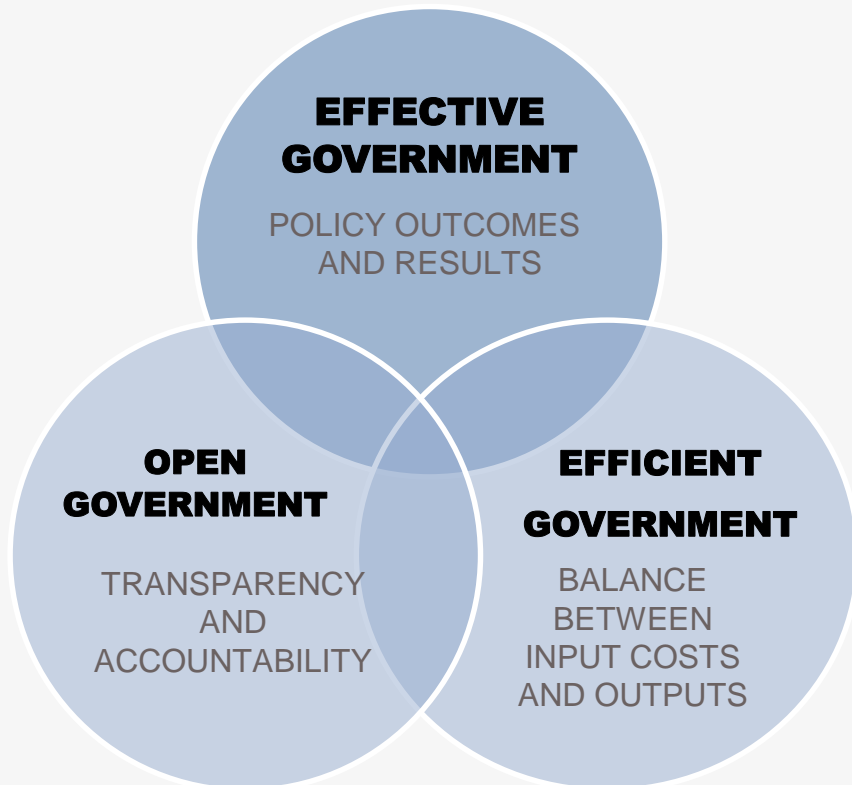 EFFECTIVE
GOVERNMENT
POLICY OUTCOMES
AND RESULTS
OPEN
GOVERNMENT
TRANSPARENCY
AND
ACCOUNTABILITY
EFFICIENT
GOVERNMENT
BALANCE
BETWEEN
INPUT COSTS
AND OUTPUTS